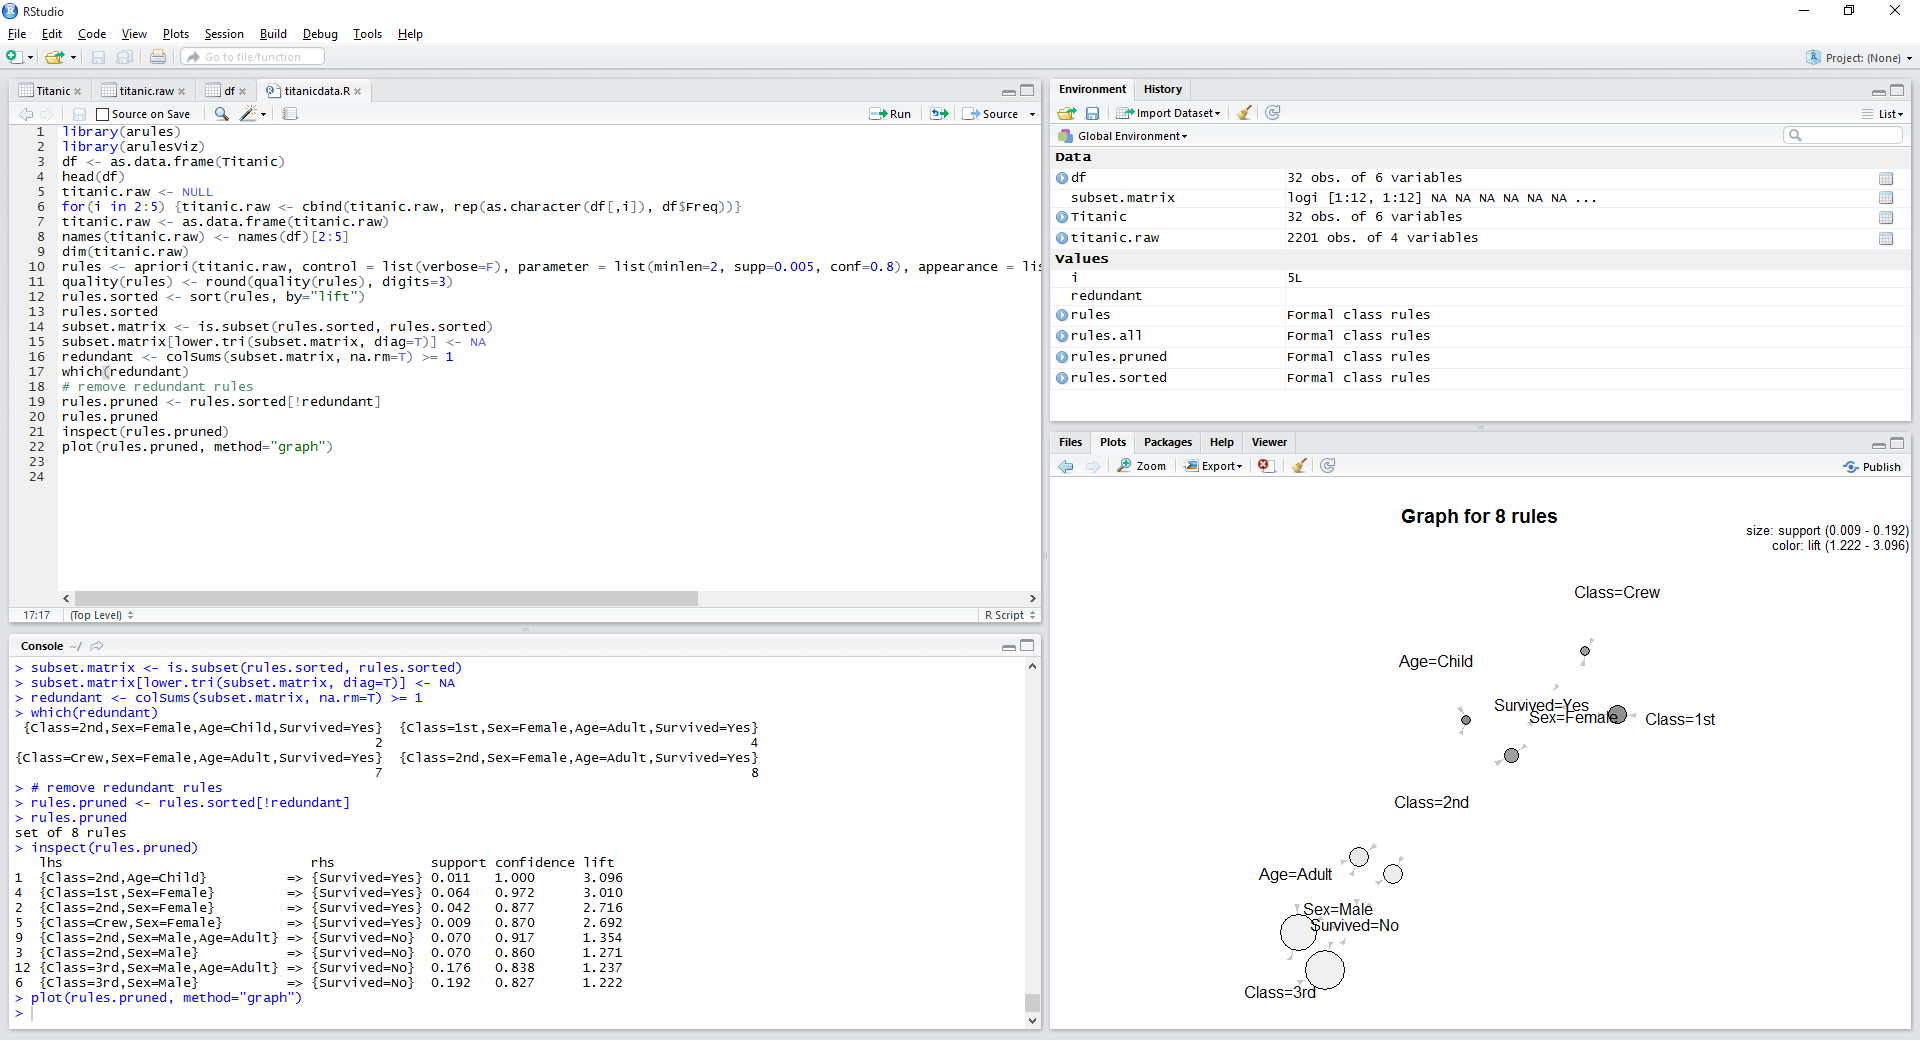 RStudio
File Edit Code View Plots Session Build Debug Tools Help
Go to file/function
Project: (None)
Titanic titanic.raw df titanicdata.R
Source on Save Run Source
1 library(arules)
2 library(arulesViz)
3 df <- as.data.frame(Titanic)
4 head(df)
5 titanic.raw <- NULL
6 for(i in 2:5) {titanic.raw <- cbind(titanic.raw, rep(as.character(df[,i]), df$Freq))}
7 titanic.raw <- as.data.frame(titanic.raw)
8 names(titanic.raw) <- names(df)[2:5]
9 dim(titanic.raw)
10 rules <- apriori(titanic.raw, control = list(verbose=F), parameter = list(minlen=2, supp=0.005, conf=0.8), appearance = lis
11 quality(rules) <- round(quality(rules), digits=3)
12 rules.sorted <- sort(rules, by="lift")
13 rules.sorted
14 subset.matrix <- is.subset(rules.sorted, rules.sorted)
15 subset.matrix[lower.tri(subset.matrix, diag=T)] <- NA
16 redundant <- colSums(subset.matrix, na.rm=T) >= 1
17 which(redundant)
18 # remove redundant rules
19 rules.pruned <- rules.sorted[!redundant]
20 rules.pruned
21 inspect(rules.pruned)
22 plot(rules.pruned, method="graph")
23
24
17:17 (Top Level) R Script
Console ~/
> subset.matrix <- is.subset(rules.sorted, rules.sorted)
> subset.matrix[lower.tri(subset.matrix, diag=T)] <- NA
> redundant <- colSums(subset.matrix, na.rm=T) >= 1
> which(redundant)
{Class=2nd,Sex=Female,Age=Child,Survived=Yes} {Class=1st,Sex=Female,Age=Adult,Survived=Yes}
2 4
{Class=Crew,Sex=Female,Age=Adult,Survived=Yes} {Class=2nd,Sex=Female,Age=Adult,Survived=Yes}
7 8
> # remove redundant rules
> rules.pruned <- rules.sorted[!redundant]
> rules.pruned
set of 8 rules
> inspect(rules.pruned)
lhs rhs support confidence lift
1 {Class=2nd,Age=Child} => {Survived=Yes} 0.011 1.000 3.096
4 {Class=1st,Sex=Female} => {Survived=Yes} 0.064 0.972 3.010
2 {Class=2nd,Sex=Female} => {Survived=Yes} 0.042 0.877 2.716
5 {Class=Crew,Sex=Female} => {Survived=Yes} 0.009 0.870 2.692
9 {Class=2nd,Sex=Male,Age=Adult} => {Survived=No} 0.070 0.917 1.354
3 {Class=2nd,Sex=Male} => {Survived=No} 0.070 0.860 1.271
12 {Class=3rd,Sex=Male,Age=Adult} => {Survived=No} 0.176 0.838 1.237
6 {Class=3rd,Sex=Male} => {Survived=No} 0.192 0.827 1.222
> plot(rules.pruned, method="graph")
>
Environment History
Import Dataset List
Global Environment
Data
df 32 obs. of 6 variables
subset.matrix logi [1:12, 1:12] NA NA NA NA NA NA ...
Titanic 32 obs. of 6 variables
titanic.raw 2201 obs. of 4 variables
Values
i 5L
redundant
rules Formal class rules
rules.all Formal class rules
rules.pruned Formal class rules
rules.sorted Formal class rules
Files Plots Packages Help Viewer
Zoom Export Publish
Graph for 8 rules
size: support (0.009 - 0.192)
color: lift (1.222 - 3.096)
Class=Crew
Age=Child
Survived=Yes
Sex=Female
Class=1st
Class=2nd
Age=Adult
Sex=Male
Survived=No
Class=3rd